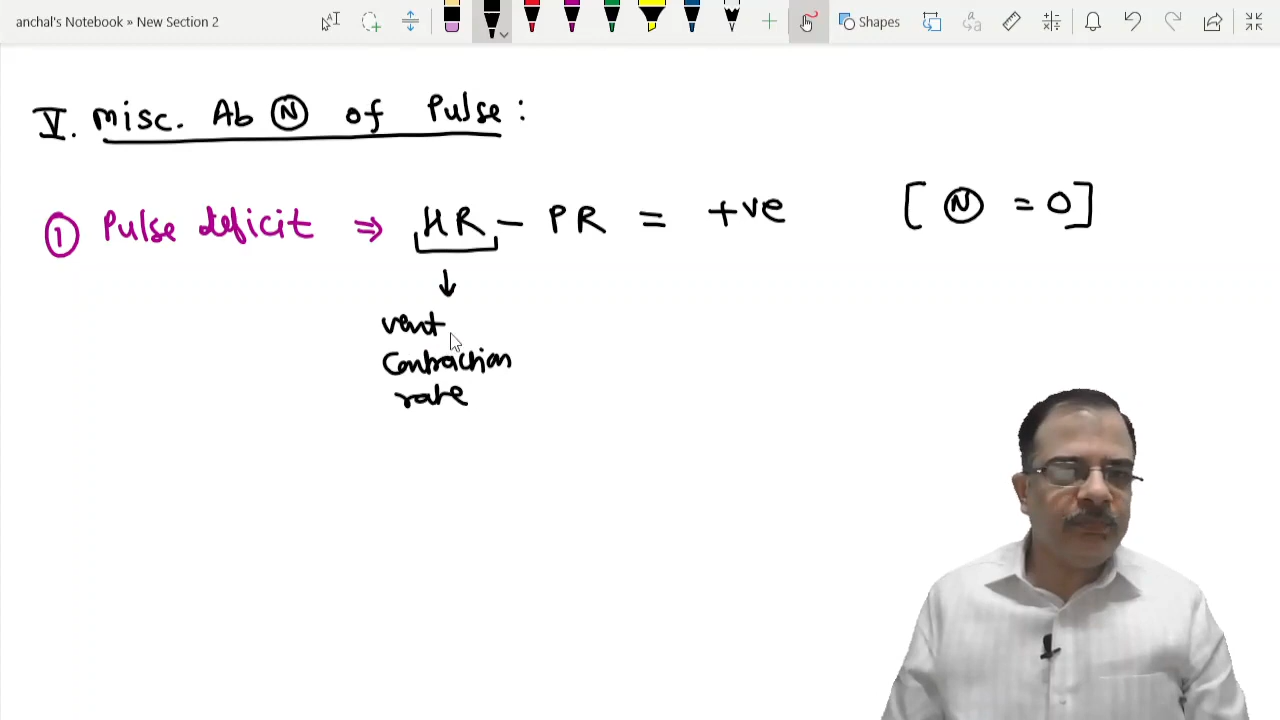 anchal's Notebook » New Section 2
Shapes
V. misc. Ab Ⓝ of Pulse:
① Pulse deficit ⇒ HR - PR = +ve [ Ⓝ = 0 ]
↓
vent
Contraction
rate